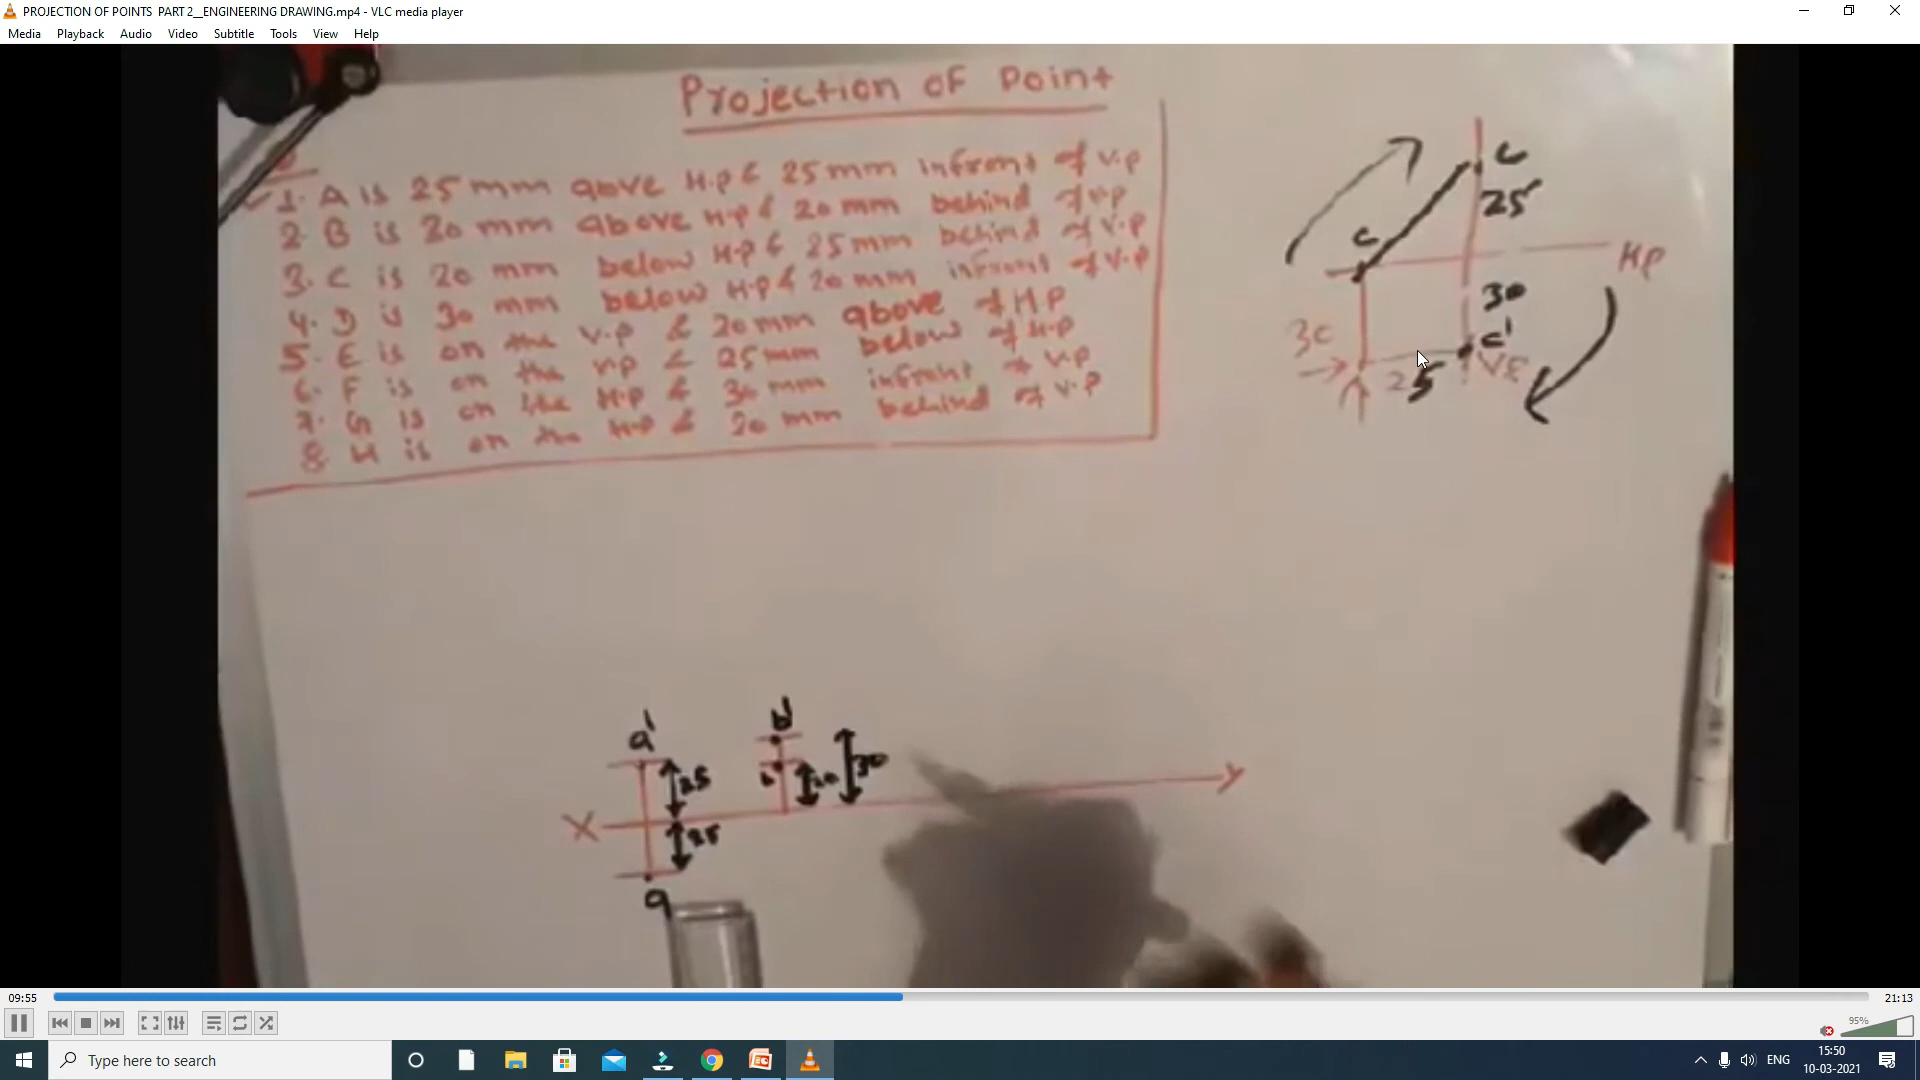 PROJECTION OF POINTS PART 2__ENGINEERING DRAWING.mp4 - VLC media player
Media Playback Audio Video Subtitle Tools View Help
Projection of Point
1. A is 25 mm above H.P & 25 mm infront of V.P
2. B is 20 mm above H.P & 20 mm behind of V.P
3. C is 20 mm below H.P & 25 mm behind of V.P
4. D is 30 mm below H.P & 20 mm infront of V.P
5. E is on the V.P & 20 mm above of H.P
6. F is on the VP & 25 mm below of H.P
7. G is on the H.P & 30 mm infront of V.P
8. H is on the H.P & 20 mm behind of V.P
C
25
C
HP
30
C'
30
25
a'
b'
25
b
20
30
X
Y
25
a
09:55
21:13
95%
Type here to search
ENG
15:50
10-03-2021